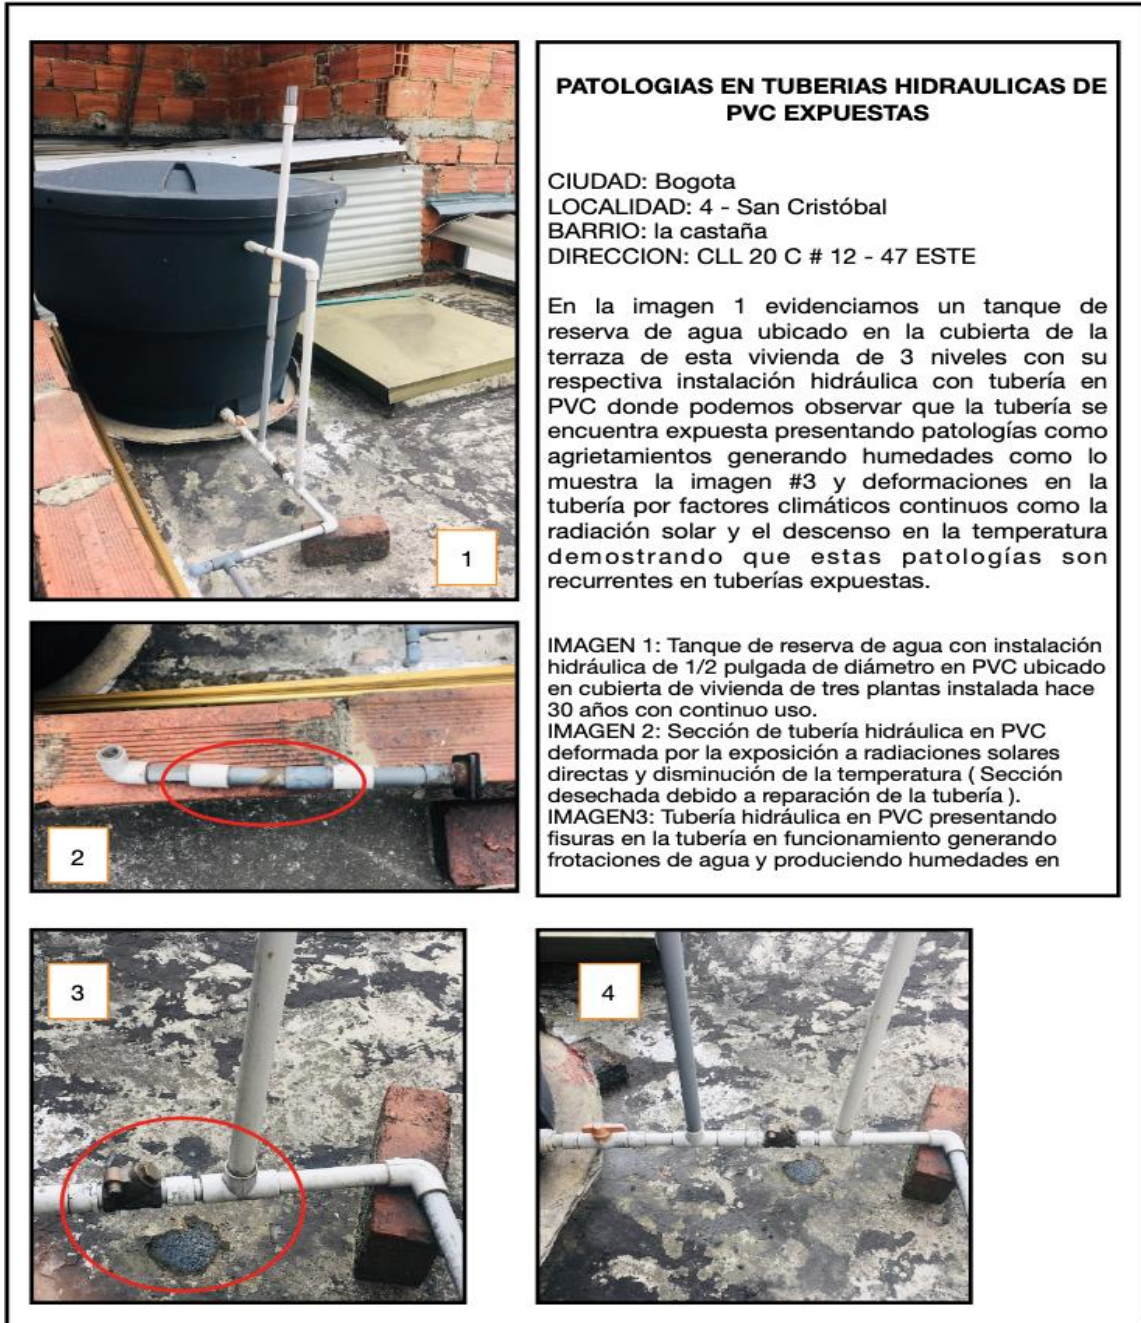 PATOLOGIAS EN TUBERIAS HIDRAULICAS DE
PVC EXPUESTAS
CIUDAD: Bogota
LOCALIDAD: 4 - San Cristóbal
BARRIO: la castaña
DIRECCION: CLL 20 C # 12 - 47 ESTE
En la imagen 1 evidenciamos un tanque de
reserva de agua ubicado en la cubierta de la
terraza de esta vivienda de 3 niveles con su
respectiva instalación hidráulica con tubería en
PVC donde podemos observar que la tubería se
encuentra expuesta presentando patologías como
agrietamientos generando humedades como lo
muestra la imagen #3 y deformaciones en la
tubería por factores climáticos continuos como la
radiación solar y el descenso en la temperatura
demostrando que estas patologías son
recurrentes en tuberías expuestas.
IMAGEN 1: Tanque de reserva de agua con instalación
hidráulica de 1/2 pulgada de diámetro en PVC ubicado
en cubierta de vivienda de tres plantas instalada hace
30 años con continuo uso.
IMAGEN 2: Sección de tubería hidráulica en PVC
deformada por la exposición a radiaciones solares
directas y disminución de la temperatura ( Sección
desechada debido a reparación de la tubería ).
IMAGEN3: Tubería hidráulica en PVC presentando
fisuras en la tubería en funcionamiento generando
frotaciones de agua y produciendo humedades en
1
2
3
4